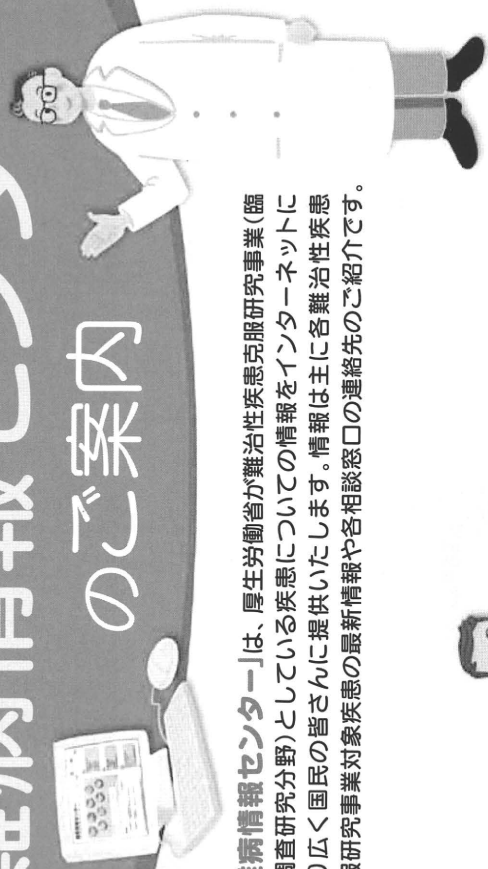 難病情報センタ
のご案内
病情報センター」は、厚生労働省が難治性疾患克服研究事業(臨
調査研究分野)としている疾患についての情報をインターネットに
)広く国民の皆さんに提供いたします。情報は主に各難治性疾患
服研究事業対象疾患の最新情報や各相談窓口の連絡先のご紹介です。